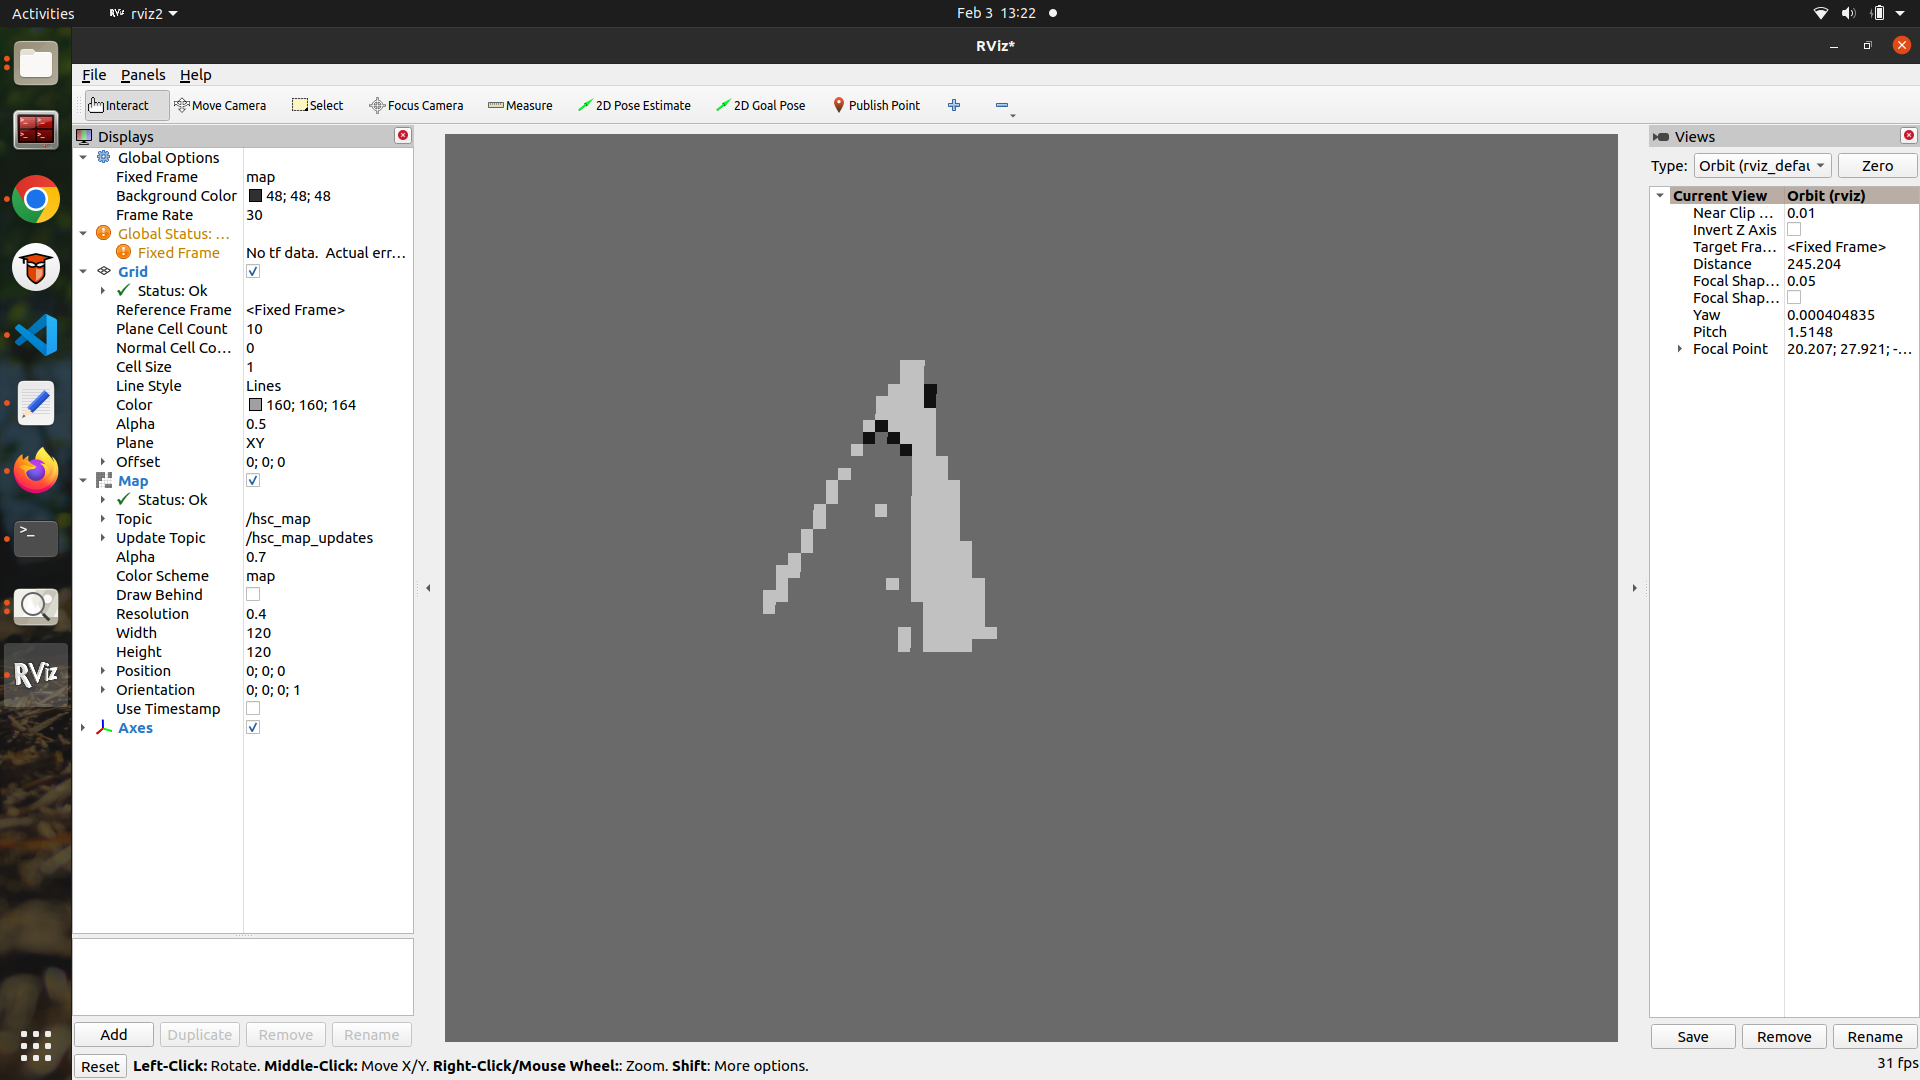 Activities
RViz rviz2
Feb 3 13:22
RViz*
File Panels Help
Interact Move Camera Select Focus Camera Measure 2D Pose Estimate 2D Goal Pose Publish Point
Displays
Global Options
Fixed Frame map
Background Color 48; 48; 48
Frame Rate 30
Global Status: ...
Fixed Frame No tf data. Actual err...
Grid
Status: Ok
Reference Frame <Fixed Frame>
Plane Cell Count 10
Normal Cell Co... 0
Cell Size 1
Line Style Lines
Color 160; 160; 164
Alpha 0.5
Plane XY
Offset 0; 0; 0
Map
Status: Ok
Topic /hsc_map
Update Topic /hsc_map_updates
Alpha 0.7
Color Scheme map
Draw Behind
Resolution 0.4
Width 120
Height 120
Position 0; 0; 0
Orientation 0; 0; 0; 1
Use Timestamp
Axes
Add Duplicate Remove Rename
Reset Left-Click: Rotate. Middle-Click: Move X/Y. Right-Click/Mouse Wheel:: Zoom. Shift: More options.
Views
Type: Orbit (rviz_defau Zero
Current View Orbit (rviz)
Near Clip ... 0.01
Invert Z Axis
Target Fra... <Fixed Frame>
Distance 245.204
Focal Shap... 0.05
Focal Shap...
Yaw 0.000404835
Pitch 1.5148
Focal Point 20.207; 27.921; -...
Save Remove Rename
31 fps
RViz